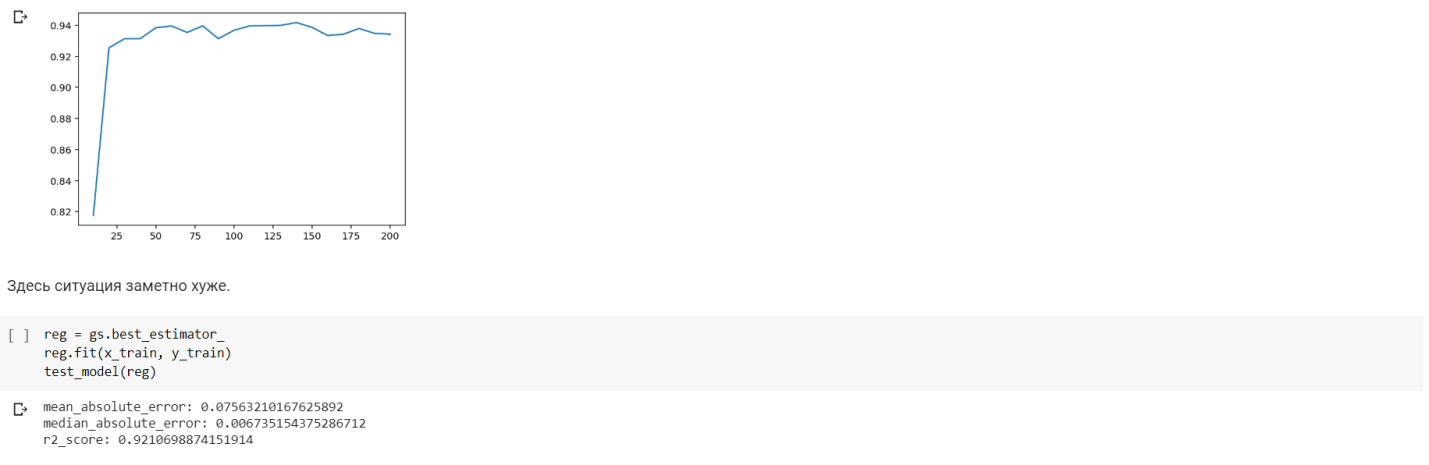 0.94
0.92
0.90
0.88
0.86
0.84
0.82
25 50 75 100 125 150 175 200
Здесь ситуация заметно хуже.
[ ] reg = gs.best_estimator_
reg.fit(x_train, y_train)
test_model(reg)
mean_absolute_error: 0.07563210167625892
median_absolute_error: 0.006735154375286712
r2_score: 0.9210698874151914